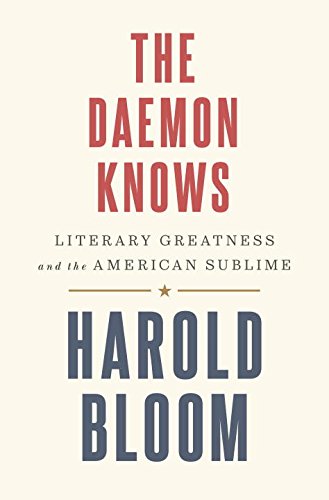 THE
DAEMON
KNOWS
LITERARY GREATNESS
and the AMERICAN SUBLIME
HAROLD
BLOOM